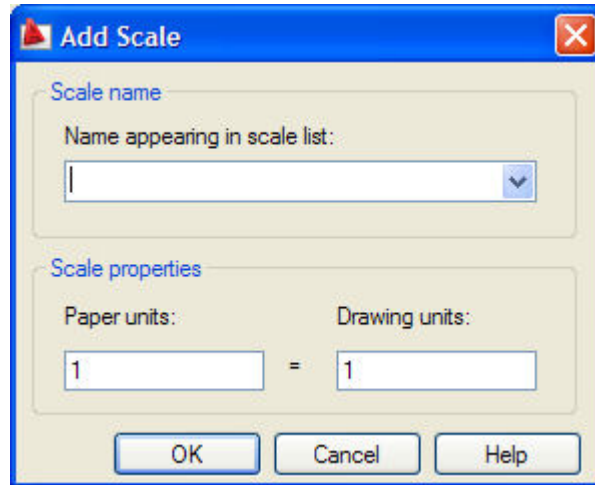 Add Scale
Scale name
Name appearing in scale list:
Scale properties
Paper units: Drawing units:
1 = 1
OK Cancel Help